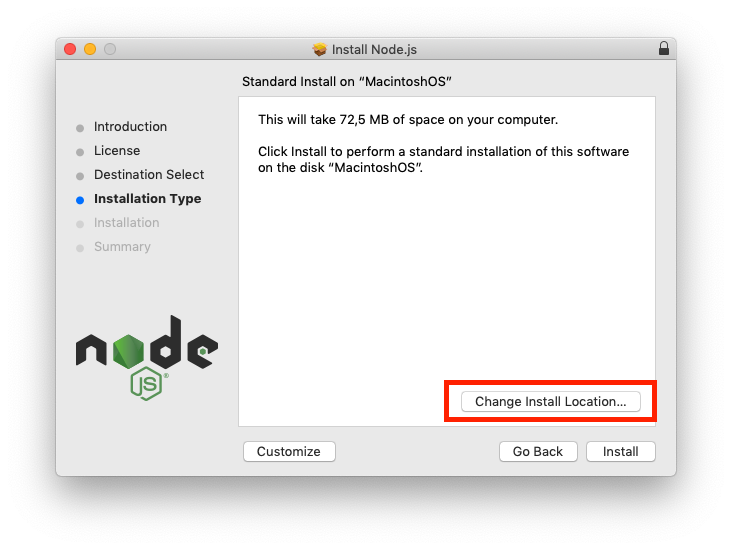 Install Node.js
Standard Install on “MacintoshOS”
Introduction
License
Destination Select
Installation Type
Installation
Summary
This will take 72,5 MB of space on your computer.
Click Install to perform a standard installation of this software
on the disk “MacintoshOS”.
node
JS®
Change Install Location...
Customize
Go Back
Install